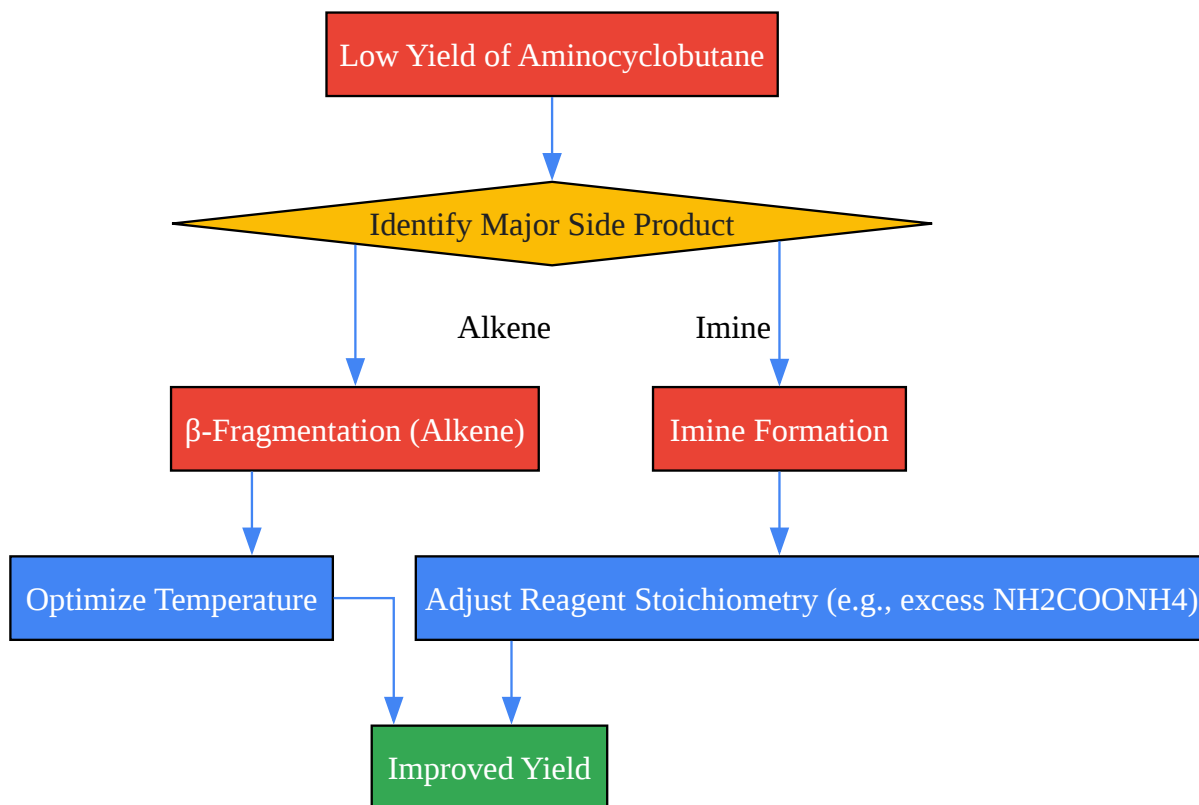 Low Yield of Aminocyclobutane
Identify Major Side Product
Alkene
Imine
β-Fragmentation (Alkene)
Imine Formation
Optimize Temperature
Adjust Reagent Stoichiometry (e.g., excess NH2COONH4)
Improved Yield